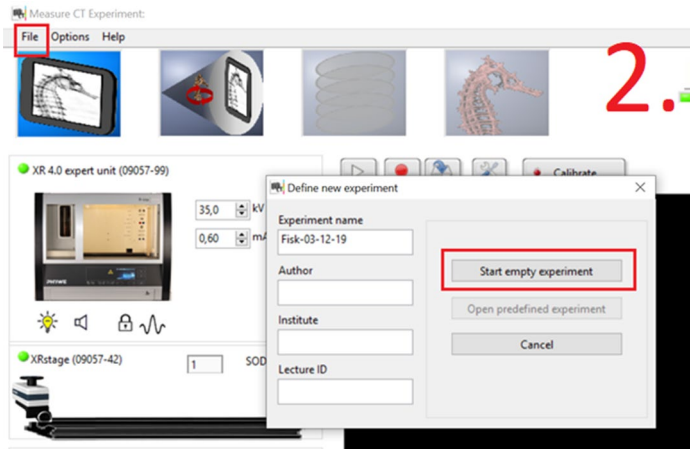 Measure CT Experiment:
File Options Help
2.
XR 4.0 expert unit (09057-99)
35,0 kV
0,60 mA
PHYWE
Calibrate
Define new experiment
Experiment name
Fisk-03-12-19
Author
Institute
Lecture ID
Start empty experiment
Open predefined experiment
Cancel
XRstage (09057-42)
1 SOD